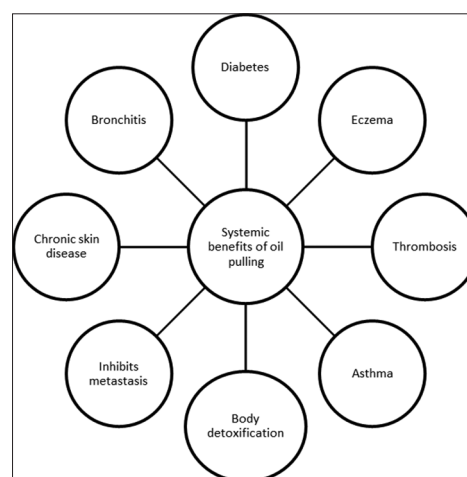 Diabetes
Bronchitis
Eczema
Chronic skin
disease
Systemic
benefits of oil
pulling
Thrombosis
Inhibits
metastasis
Asthma
Body
detoxification